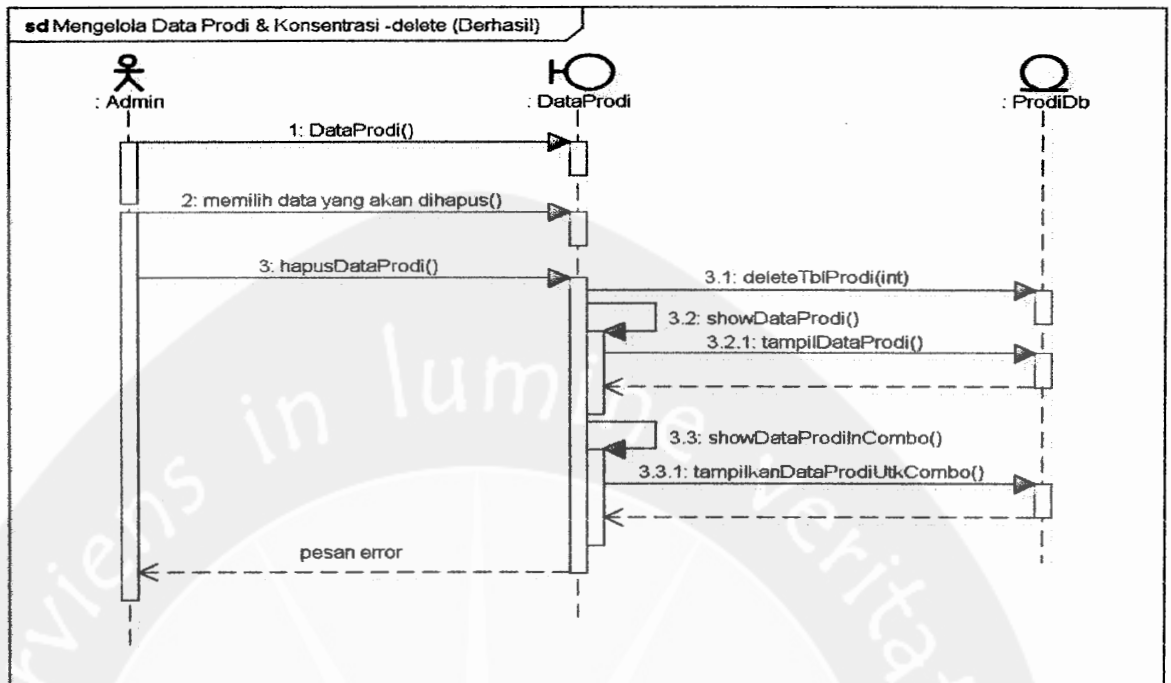 sd Mengelola Data Prodi & Konsentrasi -delete (Berhasil)
: Admin
: DataProdi
: ProdiDb
1: DataProdi()
2: memilih data yang akan dihapus()
3: hapusDataProdi()
3.1: deleteTblProdi(int)
3.2: showDataProdi()
3.2.1: tampilDataProdi()
3.3: showDataProdiInCombo()
3.3.1: tampilkanDataProdiUtkCombo()
pesan error
in lumine